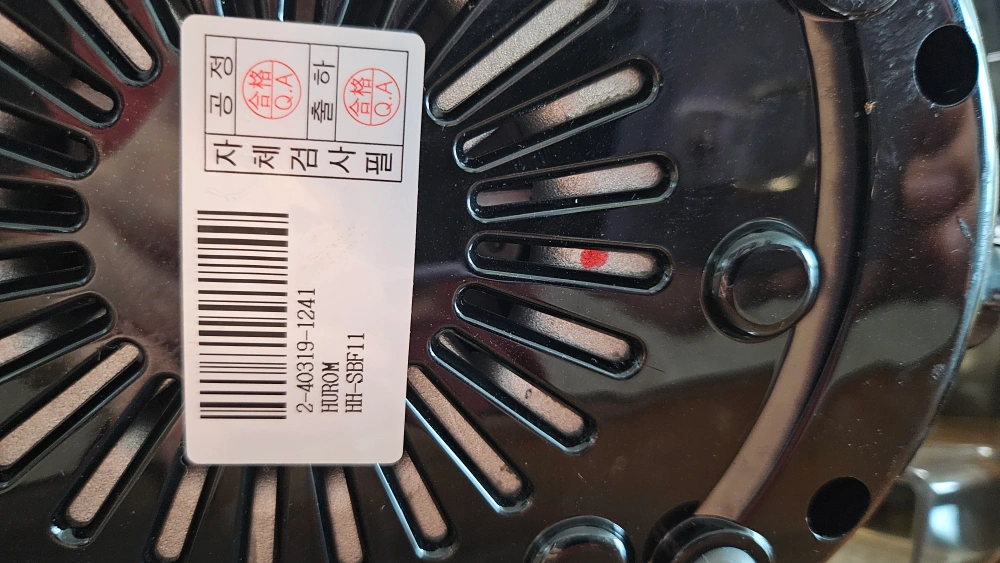 자체검사필
공정 合格 Q.A
출하 合格 Q.A
2-40319-1241
HUROM
HH-SBF11